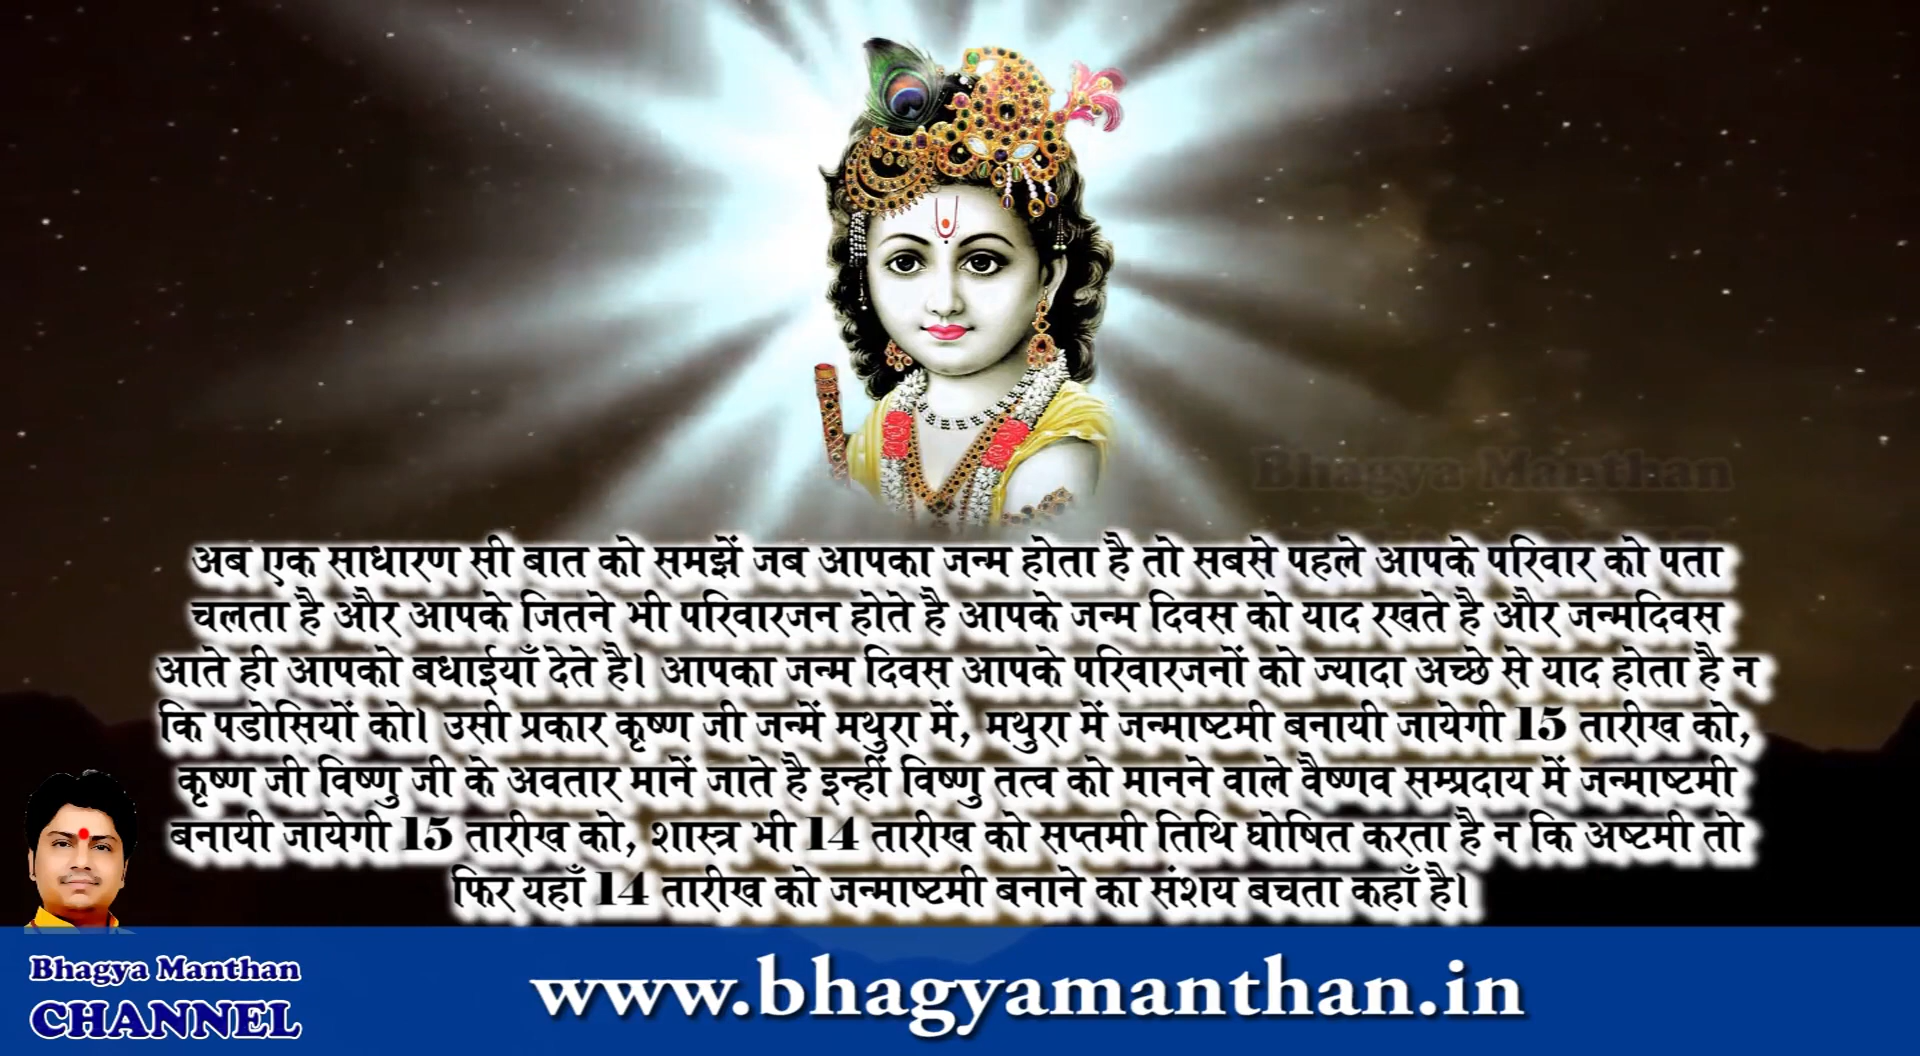 Bhagya Manthan
अब एक साधारण सी बात को समझें जब आपका जन्म होता है तो सबसे पहले आपके परिवार को पता
चलता है और आपके जितने भी परिवारजन होते है आपके जन्म दिवस को याद रखते है और जन्मदिवस
आते ही आपको बधाईयाँ देते है। आपका जन्म दिवस आपके परिवारजनों को ज्यादा अच्छे से याद होता है न
कि पडोसियों को। उसी प्रकार कृष्ण जी जन्में मथुरा में, मथुरा में जन्माष्टमी बनायी जायेगी 15 तारीख को,
कृष्ण जी विष्णु जी के अवतार मानें जाते है इन्हीं विष्णु तत्व को मानने वाले वैष्णव सम्प्रदाय में जन्माष्टमी
बनायी जायेगी 15 तारीख को, शास्त्र भी 14 तारीख को सप्तमी तिथि घोषित करता है न कि अष्टमी तो
फिर यहाँ 14 तारीख को जन्माष्टमी बनाने का संशय बचता कहाँ है।
Bhagya Manthan
CHANNEL
www.bhagyamanthan.in